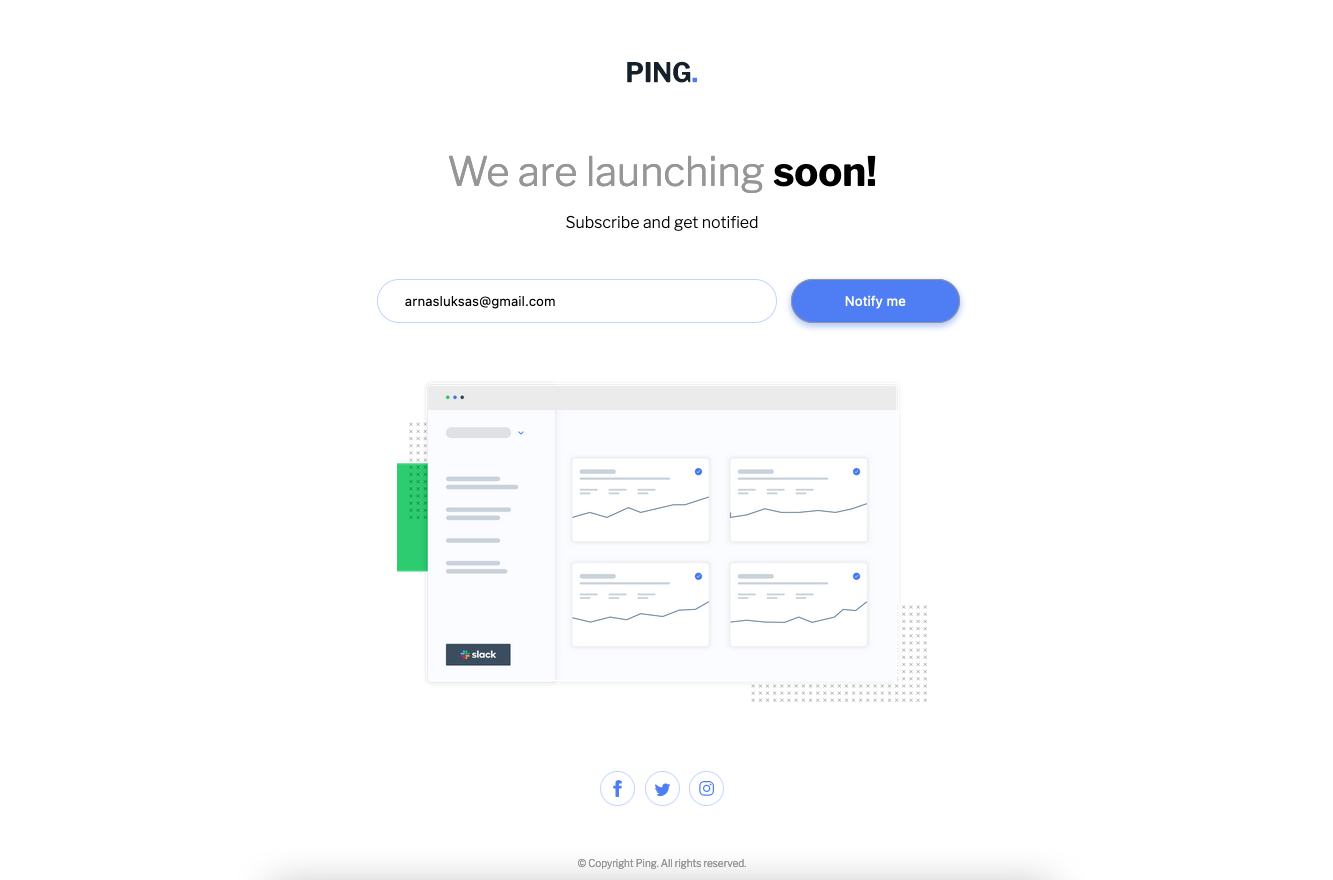 PING.
We are launching soon!
Subscribe and get notified
arnasluksas@gmail.com
Notify me
slack
© Copyright Ping. All rights reserved.